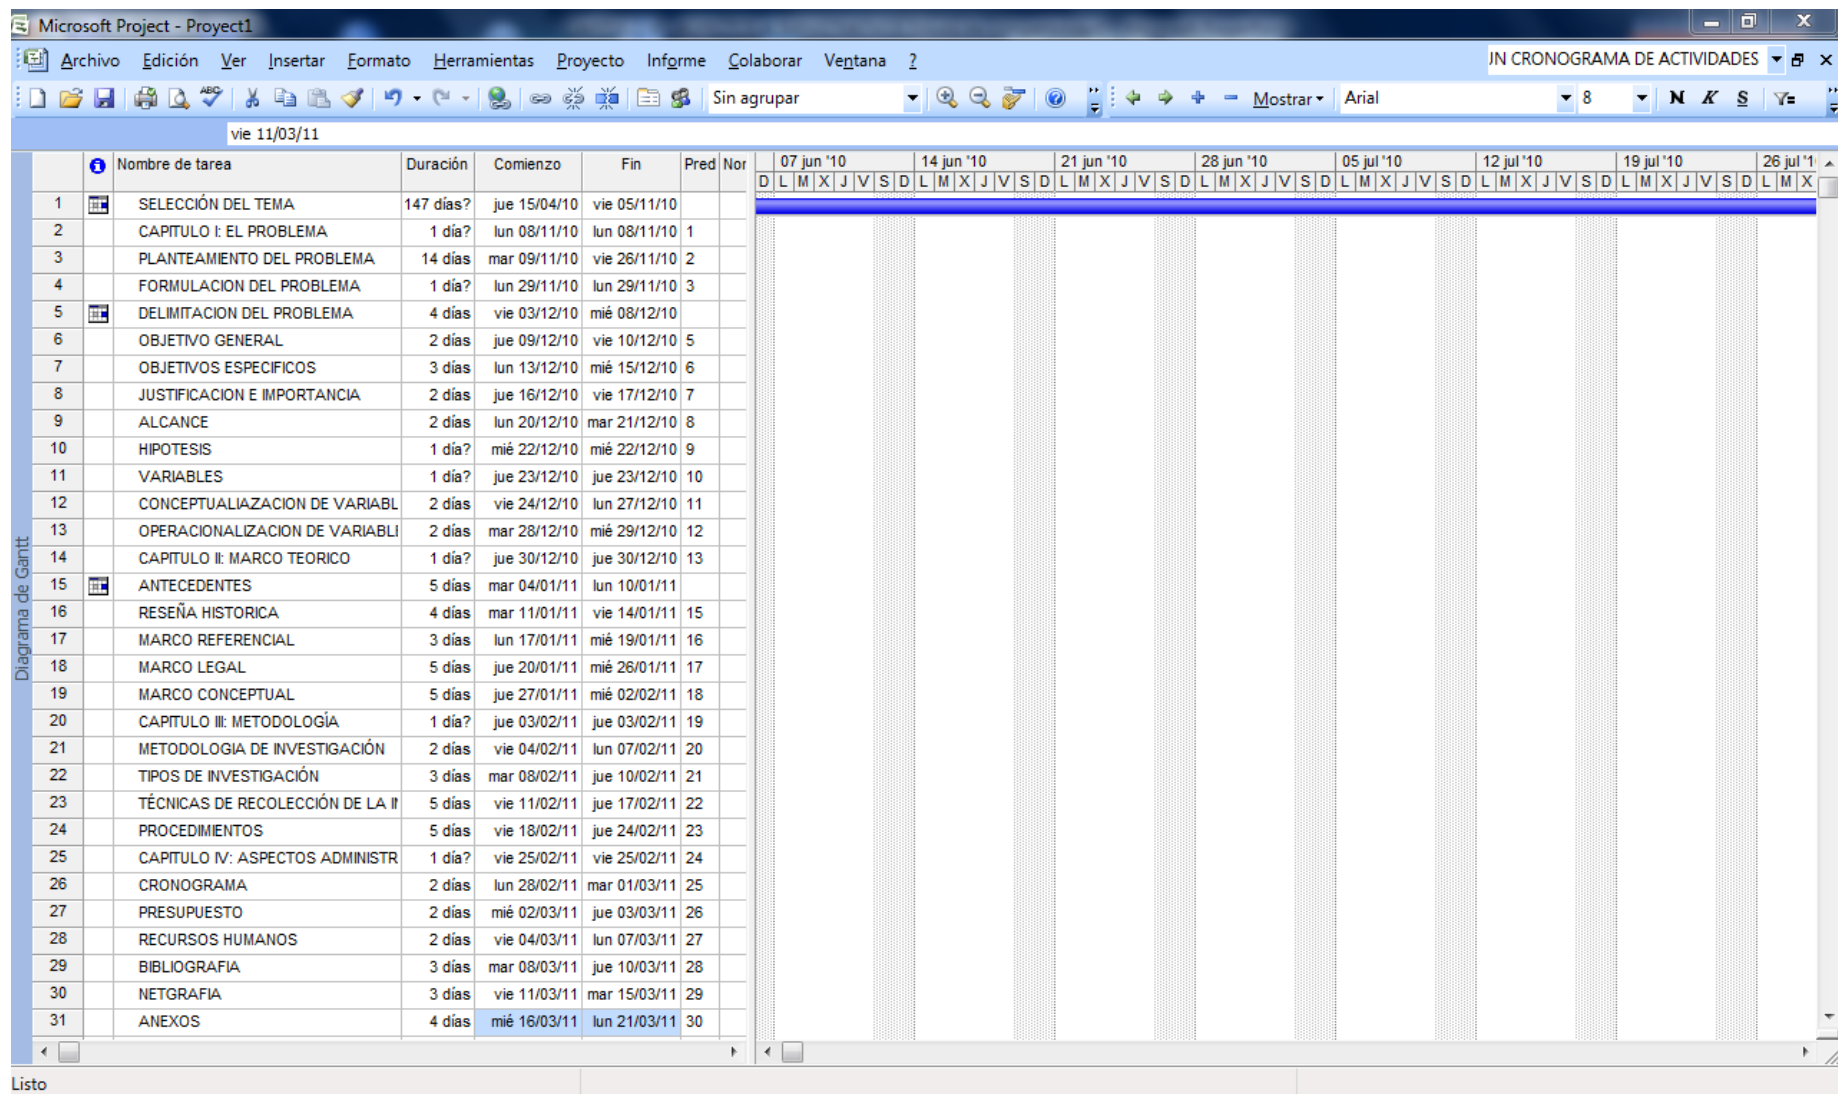 Microsoft Project - Proyect1
Archivo Edición Ver Insertar Formato Herramientas Proyecto Informe Colaborar Ventana ? JN CRONOGRAMA DE ACTIVIDADES
ABC Sin agrupar Mostrar Arial 8 N K S
vie 11/03/11
Nombre de tarea Duración Comienzo Fin Pred Nor 07 jun '10 14 jun '10 21 jun '10 28 jun '10 05 jul '10 12 jul '10 19 jul '10 26 jul '1
D L M X J V S D L M X J V S D L M X J V S D L M X J V S D L M X J V S D L M X J V S D L M X J V S D L M X
1 SELECCIÓN DEL TEMA 147 días? jue 15/04/10 vie 05/11/10
2 CAPITULO I: EL PROBLEMA 1 día? lun 08/11/10 lun 08/11/10 1
3 PLANTEAMIENTO DEL PROBLEMA 14 días mar 09/11/10 vie 26/11/10 2
4 FORMULACION DEL PROBLEMA 1 día? lun 29/11/10 lun 29/11/10 3
5 DELIMITACION DEL PROBLEMA 4 días vie 03/12/10 mié 08/12/10
6 OBJETIVO GENERAL 2 días jue 09/12/10 vie 10/12/10 5
7 OBJETIVOS ESPECIFICOS 3 días lun 13/12/10 mié 15/12/10 6
8 JUSTIFICACION E IMPORTANCIA 2 días jue 16/12/10 vie 17/12/10 7
9 ALCANCE 2 días lun 20/12/10 mar 21/12/10 8
10 HIPOTESIS 1 día? mié 22/12/10 mié 22/12/10 9
11 VARIABLES 1 día? jue 23/12/10 jue 23/12/10 10
12 CONCEPTUALIAZACION DE VARIABL 2 días vie 24/12/10 lun 27/12/10 11
13 OPERACIONALIZACION DE VARIABLE 2 días mar 28/12/10 mié 29/12/10 12
14 CAPITULO II: MARCO TEORICO 1 día? jue 30/12/10 jue 30/12/10 13
15 ANTECEDENTES 5 días mar 04/01/11 lun 10/01/11
16 RESEÑA HISTORICA 4 días mar 11/01/11 vie 14/01/11 15
17 MARCO REFERENCIAL 3 días lun 17/01/11 mié 19/01/11 16
18 MARCO LEGAL 5 días jue 20/01/11 mié 26/01/11 17
19 MARCO CONCEPTUAL 5 días jue 27/01/11 mié 02/02/11 18
20 CAPITULO III: METODOLOGÍA 1 día? jue 03/02/11 jue 03/02/11 19
21 METODOLOGIA DE INVESTIGACIÓN 2 días vie 04/02/11 lun 07/02/11 20
22 TIPOS DE INVESTIGACIÓN 3 días mar 08/02/11 jue 10/02/11 21
23 TÉCNICAS DE RECOLECCIÓN DE LA 5 días vie 11/02/11 jue 17/02/11 22
24 PROCEDIMIENTOS 5 días vie 18/02/11 jue 24/02/11 23
25 CAPITULO IV: ASPECTOS ADMINISTR 1 día? vie 25/02/11 vie 25/02/11 24
26 CRONOGRAMA 2 días lun 28/02/11 mar 01/03/11 25
27 PRESUPUESTO 2 días mié 02/03/11 jue 03/03/11 26
28 RECURSOS HUMANOS 2 días vie 04/03/11 lun 07/03/11 27
29 BIBLIOGRAFIA 3 días mar 08/03/11 jue 10/03/11 28
30 NETGRAFIA 3 días vie 11/03/11 mar 15/03/11 29
31 ANEXOS 4 días mié 16/03/11 lun 21/03/11 30
Diagrama de Gantt
Listo